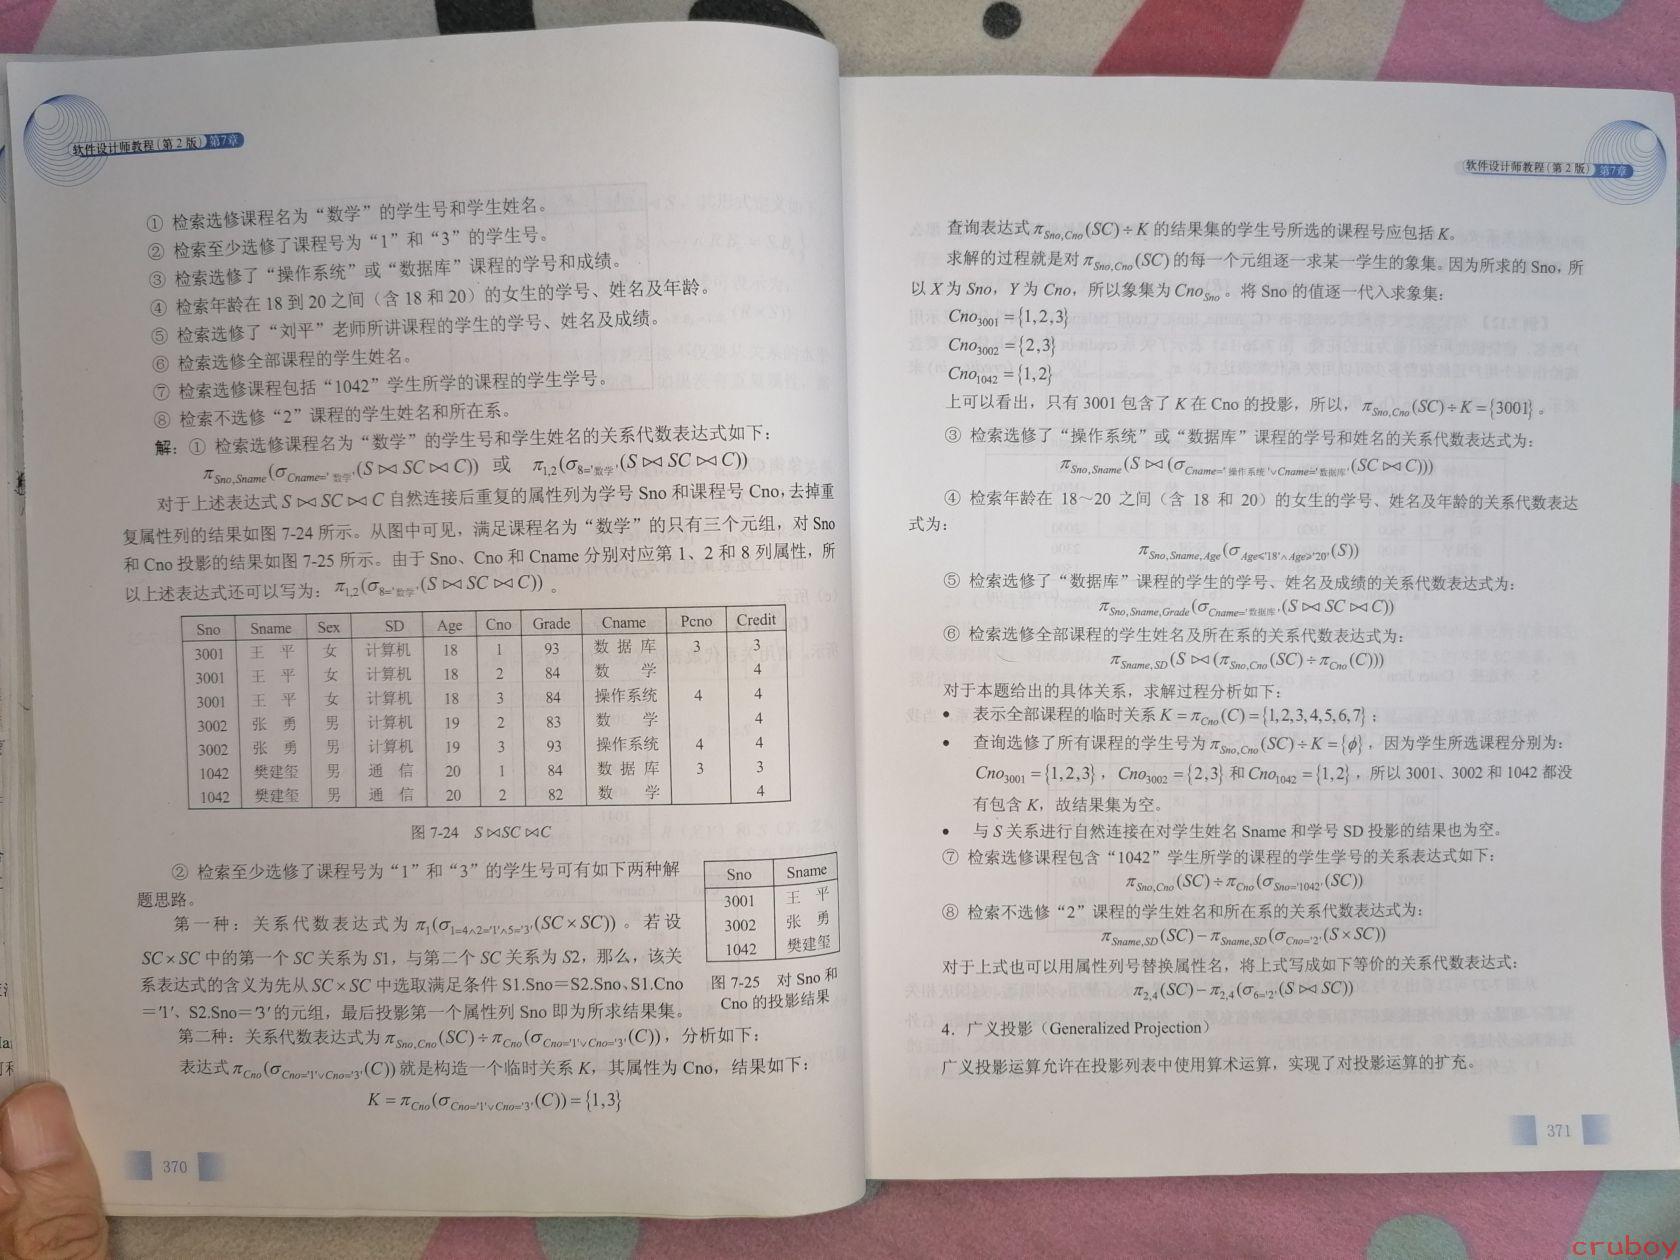 软件设计师教程(第 2 版) 第7章
① 检索选修课程名为“数学”的学生号和学生姓名。
② 检索至少选修了课程号为“1”和“3”的学生号。
③ 检索选修了“操作系统”或“数据库”课程的学号和成绩。
④ 检索年龄在 18 到 20 之间（含 18 和 20）的女生的学号、姓名及年龄。
⑤ 检索选修了“刘平”老师所讲课程的学生的学号、姓名及成绩。
⑥ 检索选修全部课程的学生姓名。
⑦ 检索选修课程包括“1042”学生所学的课程的学生学号。
⑧ 检索不选修“2”课程的学生姓名和所在系。
解：① 检索选修课程名为“数学”的学生号和学生姓名的关系代数表达式如下：
π_{Sno,Sname}(σ_{Cname='数学'}(S⋈SC⋈C)) 或 π_{1,2}(σ_{8='数学'}(S⋈SC⋈C))
对于上述表达式 S⋈SC⋈C 自然连接后重复的属性列为学号 Sno 和课程号 Cno，去掉重
复属性列的结果如图 7-24 所示。从图中可见，满足课程名为“数学”的只有三个元组，对 Sno
和 Cno 投影的结果如图 7-25 所示。由于 Sno、Cno 和 Cname 分别对应第 1、2 和 8 列属性，所
以上述表达式还可以写为：π_{1,2}(σ_{8='数学'}(S⋈SC⋈C)) 。
Sno Sname Sex SD Age Cno Grade Cname Pcno Credit
3001 王 平 女 计算机 18 1 93 数 据 库 3 3
3001 王 平 女 计算机 18 2 84 数 学 4
3001 王 平 女 计算机 18 3 84 操作系统 4 4
3002 张 勇 男 计算机 19 2 83 数 学 4
3002 张 勇 男 计算机 19 3 93 操作系统 4 4
1042 樊建玺 男 通 信 20 1 84 数 据 库 3 3
1042 樊建玺 男 通 信 20 2 82 数 学 4
图 7-24 S⋈SC⋈C
② 检索至少选修了课程号为“1”和“3”的学生号可有如下两种解
题思路。
第一种：关系代数表达式为 π_1(σ_{1=4∧2='1'∧5='3'}(SC×SC)) 。若设
SC×SC 中的第一个 SC 关系为 S1，与第二个 SC 关系为 S2，那么，该关
系表达式的含义为先从 SC×SC 中选取满足条件 S1.Sno＝S2.Sno、S1.Cno
＝'1'、S2.Sno＝'3' 的元组，最后投影第一个属性列 Sno 即为所求结果集。
Sno Sname
3001 王 平
3002 张 勇
1042 樊建玺
图 7-25 对 Sno 和
Cno 的投影结果
第二种：关系代数表达式为 π_{Sno,Cno}(SC)÷π_{Cno}(σ_{Cno='1'∨Cno='3'}(C))，分析如下：
表达式 π_{Cno}(σ_{Cno='1'∨Cno='3'}(C)) 就是构造一个临时关系 K，其属性为 Cno，结果如下：
K=π_{Cno}(σ_{Cno='1'∨Cno='3'}(C))={1,3}
370
软件设计师教程(第 2 版) 第7章
查询表达式 π_{Sno,Cno}(SC)÷K 的结果集的学生号所选的课程号应包括 K。
求解的过程就是对 π_{Sno,Cno}(SC) 的每一个元组逐一求某一学生的象集。因为所求的 Sno，所
以 X 为 Sno，Y 为 Cno，所以象集为 Cno_{Sno}。将 Sno 的值逐一代入求象集：
Cno_{3001}={1,2,3}
Cno_{3002}={2,3}
Cno_{1042}={1,2}
上可以看出，只有 3001 包含了 K 在 Cno 的投影，所以，π_{Sno,Cno}(SC)÷K={3001} 。
③ 检索选修了“操作系统”或“数据库”课程的学号和姓名的关系代数表达式为：
π_{Sno,Sname}(S⋈(σ_{Cname='操作系统'∨Cname='数据库'}(SC⋈C)))
④ 检索年龄在 18～20 之间（含 18 和 20）的女生的学号、姓名及年龄的关系代数表达
式为：
π_{Sno,Sname,Age}(σ_{Age≤'18'∧Age≥'20'}(S))
⑤ 检索选修了“数据库”课程的学生的学号、姓名及成绩的关系代数表达式为：
π_{Sno,Sname,Grade}(σ_{Cname='数据库'}(S⋈SC⋈C))
⑥ 检索选修全部课程的学生姓名及所在系的关系代数表达式为：
π_{Sname,SD}(S⋈(π_{Sno,Cno}(SC)÷π_{Cno}(C)))
对于本题给出的具体关系，求解过程分析如下：
• 表示全部课程的临时关系 K=π_{Cno}(C)={1,2,3,4,5,6,7}；
• 查询选修了所有课程的学生号为 π_{Sno,Cno}(SC)÷K={ϕ}，因为学生所选课程分别为：
Cno_{3001}={1,2,3}，Cno_{3002}={2,3} 和 Cno_{1042}={1,2}，所以 3001、3002 和 1042 都没
有包含 K，故结果集为空。
• 与 S 关系进行自然连接在对学生姓名 Sname 和学号 SD 投影的结果也为空。
⑦ 检索选修课程包含“1042”学生所学的课程的学生学号的关系表达式如下：
π_{Sno,Cno}(SC)÷π_{Cno}(σ_{Sno='1042'}(SC))
⑧ 检索不选修“2”课程的学生姓名和所在系的关系代数表达式为：
π_{Sname,SD}(SC)−π_{Sname,SD}(σ_{Cno='2'}(S×SC))
对于上式也可以用属性列号替换属性名，将上式写成如下等价的关系代数表达式：
π_{2,4}(SC)−π_{2,4}(σ_{6='2'}(S⋈SC))
4．广义投影（Generalized Projection）
广义投影运算允许在投影列表中使用算术运算，实现了对投影运算的扩充。
371
cruboy